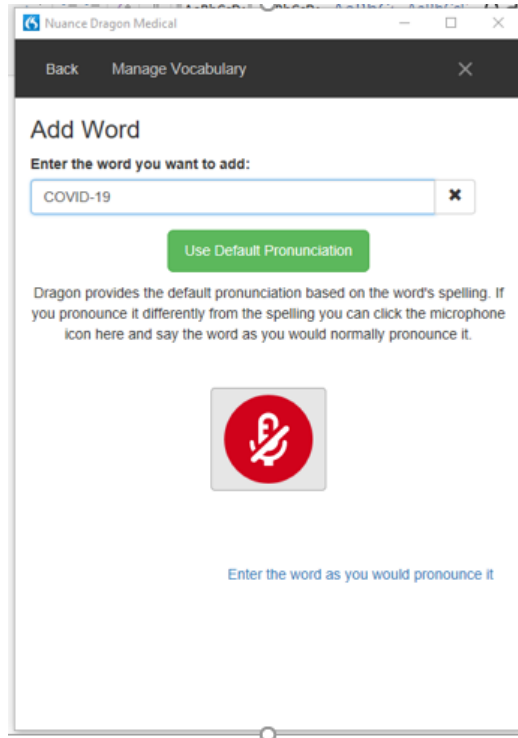 Nuance Dragon Medical
Back Manage Vocabulary
Add Word
Enter the word you want to add:
COVID-19
Use Default Pronunciation
Dragon provides the default pronunciation based on the word's spelling. If
you pronounce it differently from the spelling you can click the microphone
icon here and say the word as you would normally pronounce it.
Enter the word as you would pronounce it